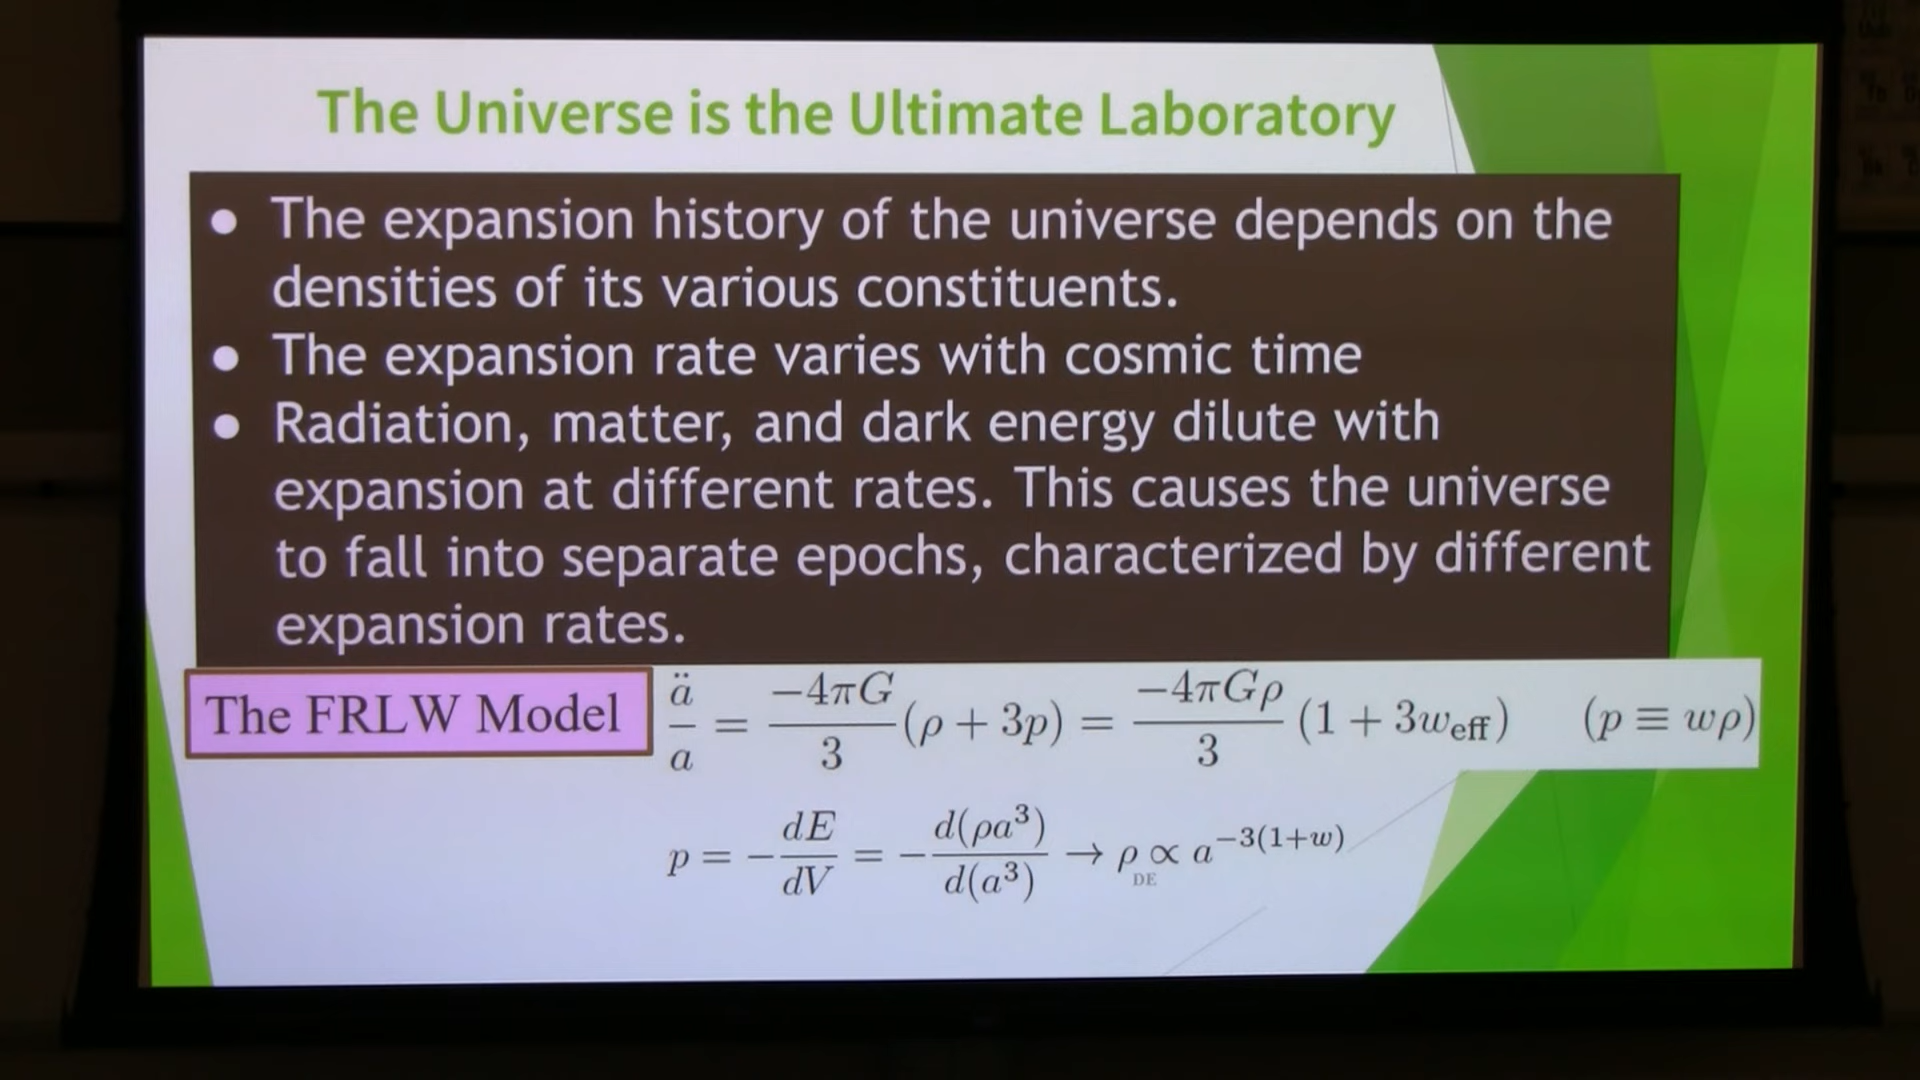 The Universe is the Ultimate Laboratory
● The expansion history of the universe depends on the
densities of its various constituents.
● The expansion rate varies with cosmic time
● Radiation, matter, and dark energy dilute with
expansion at different rates. This causes the universe
to fall into separate epochs, characterized by different
expansion rates.
The FRLW Model ä/a = −4πG/3 (ρ + 3p) = −4πGρ/3 (1 + 3w_eff) (p ≡ wρ)
p = −dE/dV = −d(ρa³)/d(a³) → ρ_DE ∝ a^−3(1+w)